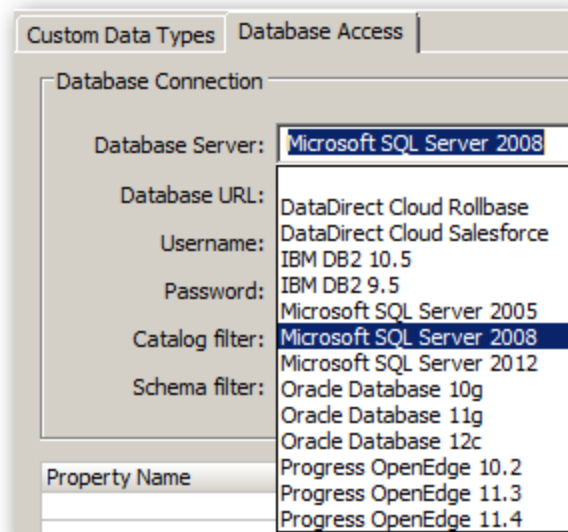 Custom Data Types Database Access
Database Connection
Database Server: Microsoft SQL Server 2008
Database URL:
Username:
Password:
Catalog filter:
Schema filter:
DataDirect Cloud Rollbase
DataDirect Cloud Salesforce
IBM DB2 10.5
IBM DB2 9.5
Microsoft SQL Server 2005
Microsoft SQL Server 2008
Microsoft SQL Server 2012
Oracle Database 10g
Oracle Database 11g
Oracle Database 12c
Progress OpenEdge 10.2
Progress OpenEdge 11.3
Progress OpenEdge 11.4
Property Name